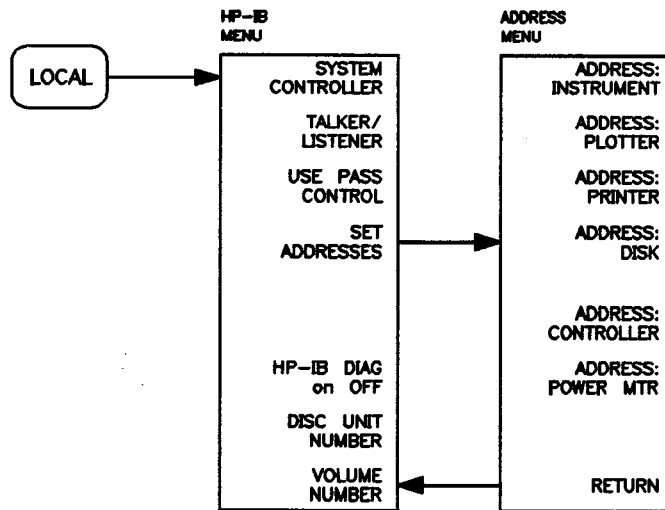 HP-IB
MENU
LOCAL
SYSTEM
CONTROLLER
TALKER/
LISTENER
USE PASS
CONTROL
SET
ADDRESSES
HP-IB DIAG
on OFF
DISC UNIT
NUMBER
VOLUME
NUMBER
ADDRESS
MENU
ADDRESS:
INSTRUMENT
ADDRESS:
PLOTTER
ADDRESS:
PRINTER
ADDRESS:
DISK
ADDRESS:
CONTROLLER
ADDRESS:
POWER MTR
RETURN